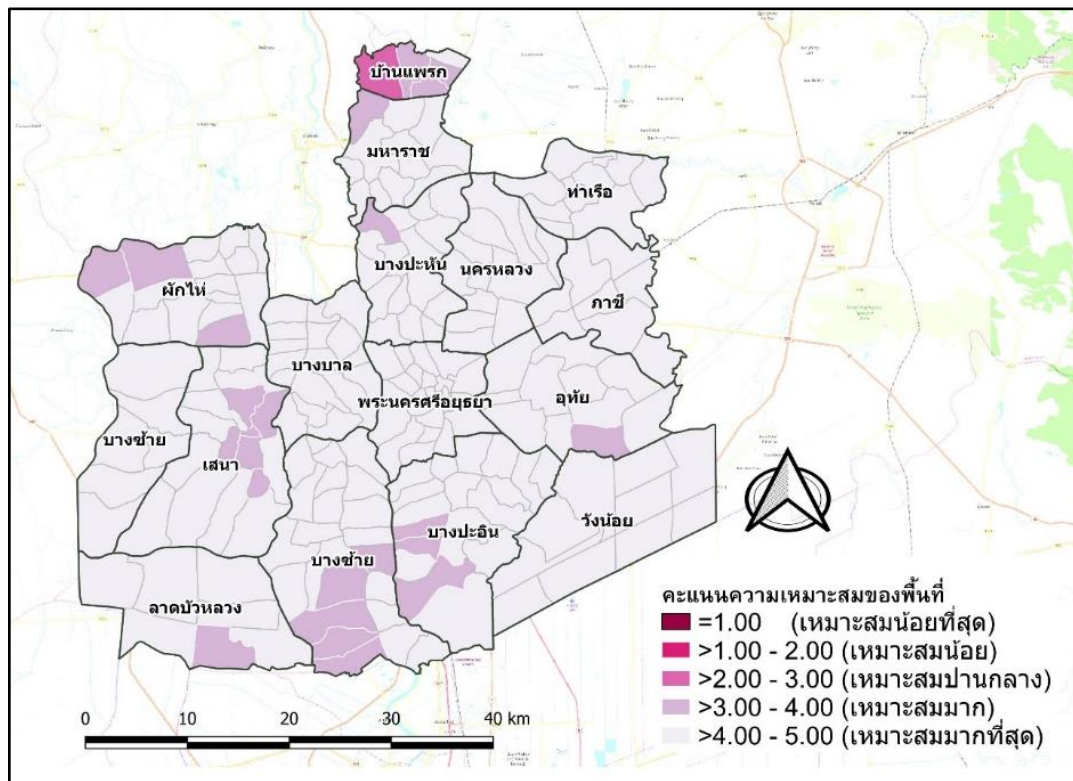 บ้านแพรก
มหาราช
ท่าเรือ
บางปะหัน
นครหลวง
ผักไห่
ภาชี
บางบาล
พระนครศรีอยุธยา
อุทัย
บางซ้าย
เสนา
วังน้อย
บางปะอิน
บางซ้าย
ลาดบัวหลวง
คะแนนความเหมาะสมของพื้นที่
=1.00 (เหมาะสมน้อยที่สุด)
>1.00 - 2.00 (เหมาะสมน้อย)
>2.00 - 3.00 (เหมาะสมปานกลาง)
>3.00 - 4.00 (เหมาะสมมาก)
>4.00 - 5.00 (เหมาะสมมากที่สุด)
0 10 20 30 40 km